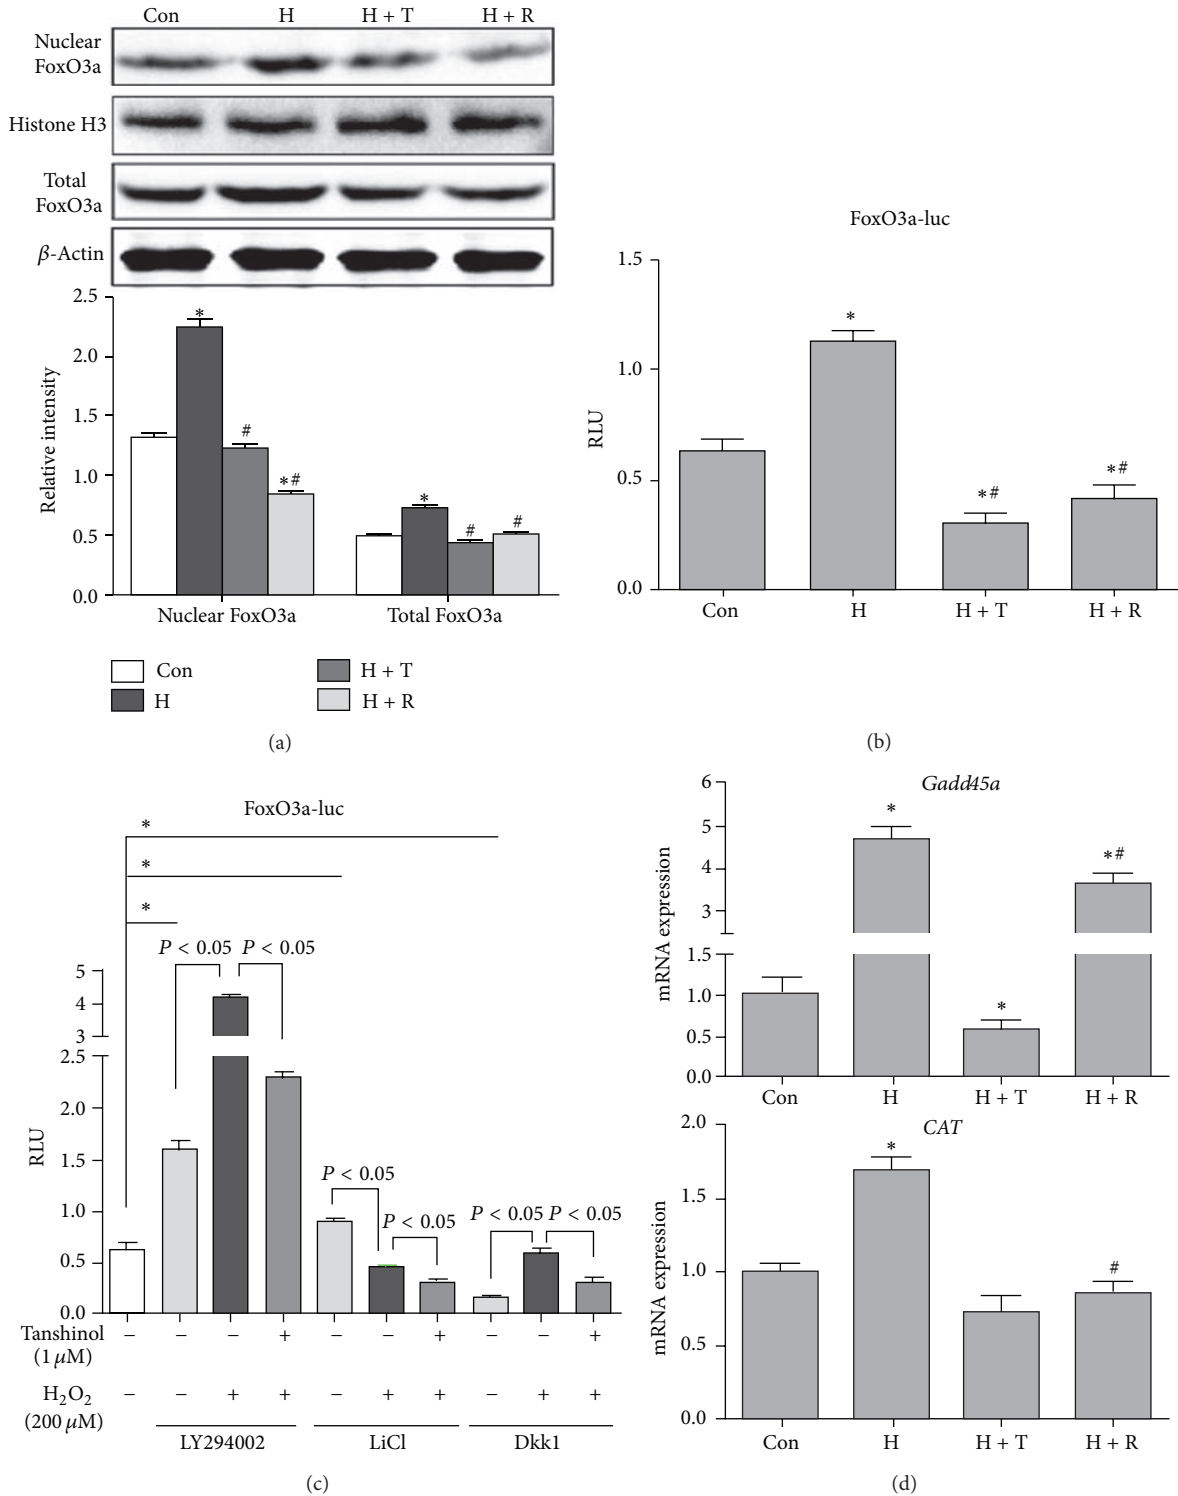 Con H H + T H + R
Nuclear
FoxO3a
Histone H3
Total
FoxO3a
β-Actin
2.5
2.0
1.5
1.0
0.5
0.0
Relative intensity
*
#
*#
*
#
#
Nuclear FoxO3a Total FoxO3a
Con H + T
H H + R
(a)
FoxO3a-luc
1.5
1.0
0.5
0.0
RLU
*
*#
*#
Con H H + T H + R
(b)
FoxO3a-luc
*
*
*
P < 0.05 P < 0.05
5
4
3
2.5
2.0
1.5
1.0
0.5
0.0
RLU
P < 0.05
P < 0.05
P < 0.05 P < 0.05
Tanshinol − − − + − − + − − +
(1 μM)
H2O2 − − + + − + + − + +
(200 μM)
LY294002 LiCl Dkk1
(c)
Gadd45a
6
5
4
3
1.5
1.0
0.5
0.0
mRNA expression
*
*
*#
Con H H + T H + R
CAT
2.0
1.5
1.0
0.5
0.0
mRNA expression
*
#
Con H H + T H + R
(d)